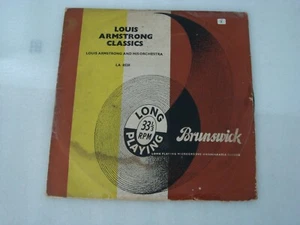 LOUIS
ARMSTRONG
CLASSICS
LOUIS ARMSTRONG AND HIS ORCHESTRA
LONG
33⅓
RPM
PLAYING
Brunswick